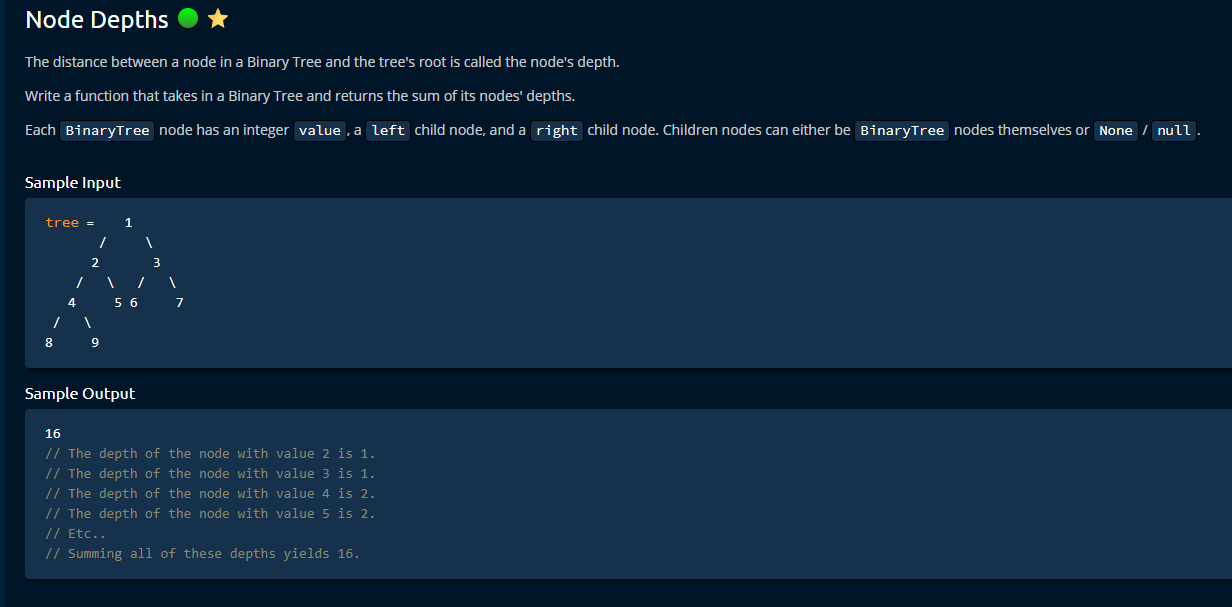 Node Depths
The distance between a node in a Binary Tree and the tree's root is called the node's depth.
Write a function that takes in a Binary Tree and returns the sum of its nodes' depths.
Each BinaryTree node has an integer value, a left child node, and a right child node. Children nodes can either be BinaryTree nodes themselves or None / null.
Sample Input
tree =    1
       /     \
      2       3
    /   \   /   \
   4     5 6     7
 /   \
8     9
Sample Output
16
// The depth of the node with value 2 is 1.
// The depth of the node with value 3 is 1.
// The depth of the node with value 4 is 2.
// The depth of the node with value 5 is 2.
// Etc..
// Summing all of these depths yields 16.